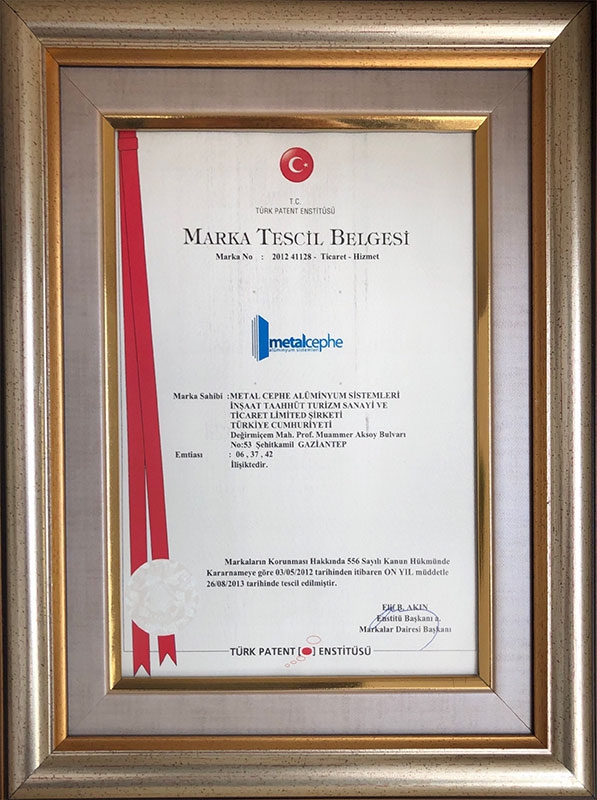 T.C.
TÜRK PATENT ENSTİTÜSÜ
MARKA TESCİL BELGESİ
Marka No : 2012 41128 - Ticaret - Hizmet
metalcephe
alüminyum sistemleri
Marka Sahibi :METAL CEPHE ALÜMİNYUM SİSTEMLERİ
İNŞAAT TAAHHÜT TURİZM SANAYİ VE
TİCARET LİMİTED ŞİRKETİ
TÜRKİYE CUMHURİYETİ
Değirmiçem Mah. Prof. Muammer Aksoy Bulvarı
No:53 Şehitkamil GAZİANTEP
Emtiası : 06 , 37 , 42
İlişiktedir.
Markaların Korunması Hakkında 556 Sayılı Kanun Hükmünde
Kararnameye göre 03/05/2012 tarihinden itibaren ON YIL müddetle
26/08/2013 tarihinde tescil edilmiştir.
Elif B. AKIN
Enstitü Başkanı a.
Markalar Dairesi Başkanı
TÜRK PATENT [ ] ENSTİTÜSÜ